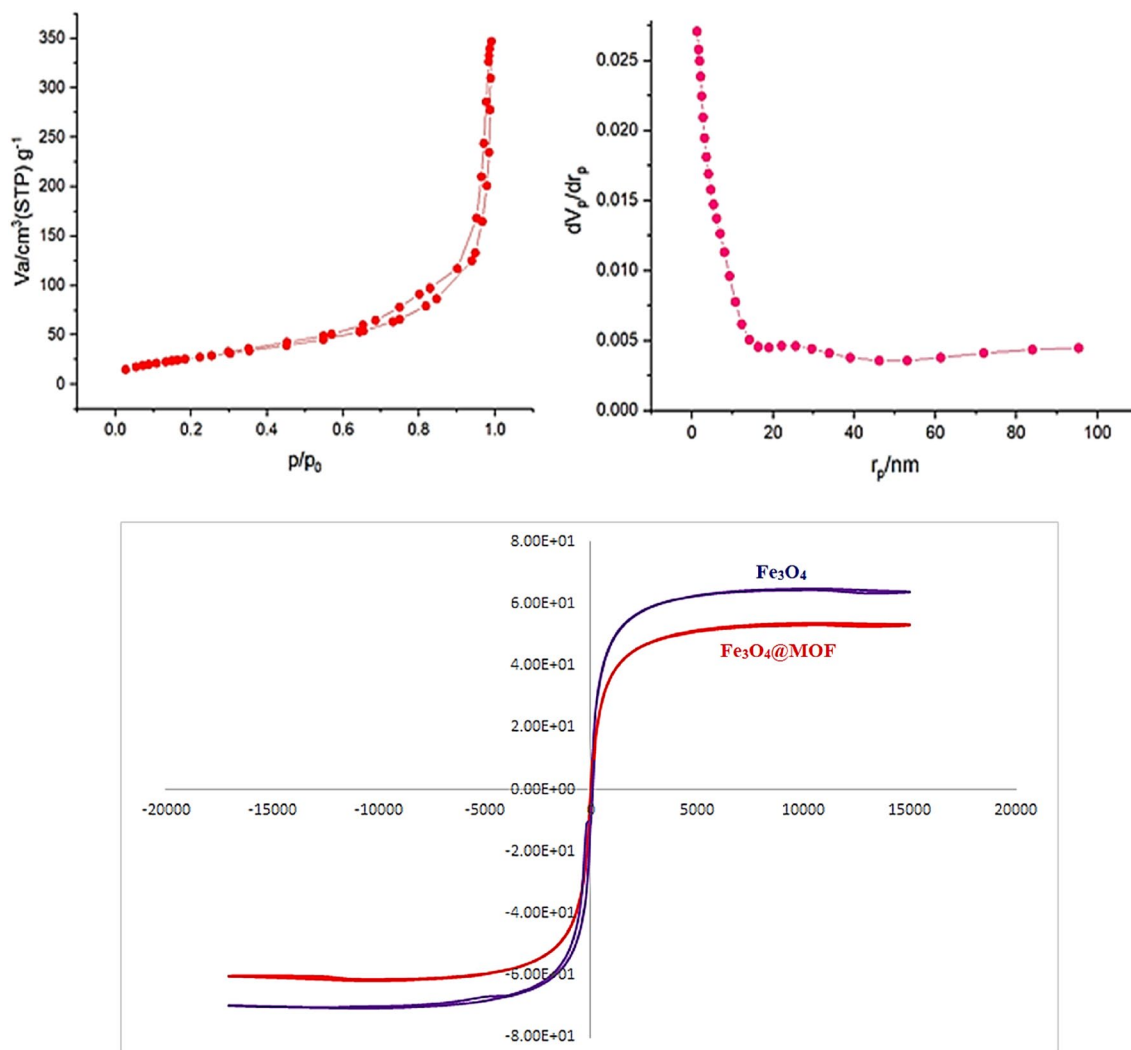 350
300
250
200
150
100
50
0
Va/cm³(STP) g⁻¹
0.0 0.2 0.4 0.6 0.8 1.0
p/p₀
0.025
0.020
0.015
0.010
0.005
0.000
dVₚ/drₚ
0 20 40 60 80 100
rₚ/nm
8.00E+01
Fe₃O₄
6.00E+01
Fe₃O₄@MOF
4.00E+01
2.00E+01
0.00E+00
-20000 -15000 -10000 -5000 0 5000 10000 15000 20000
-2.00E+01
-4.00E+01
-6.00E+01
-8.00E+01